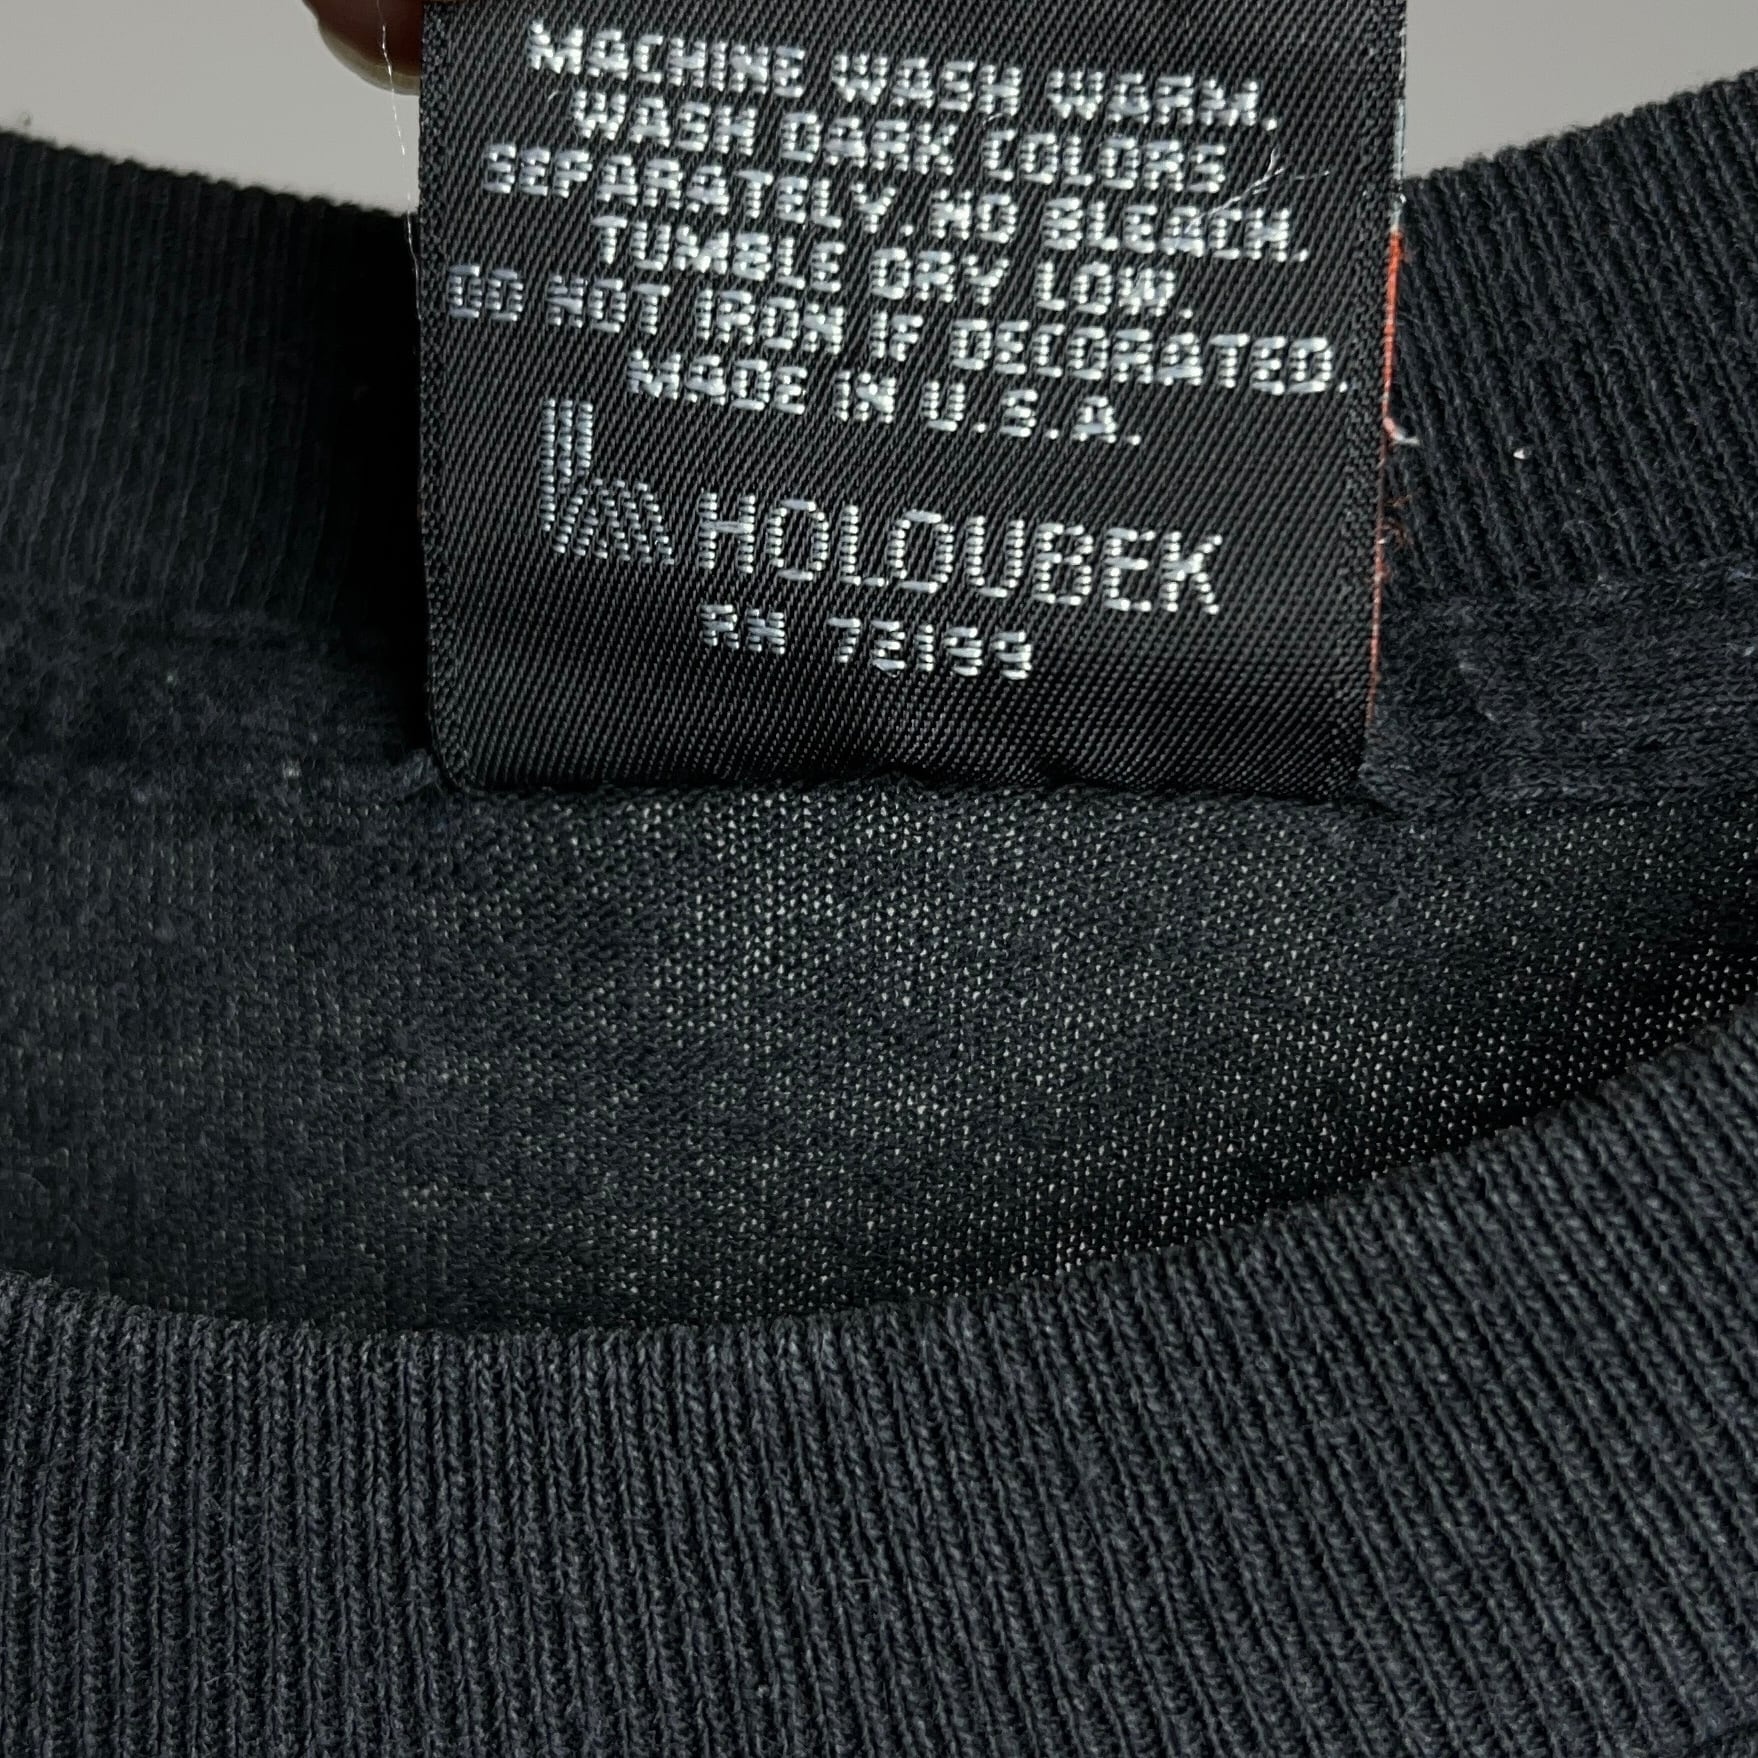 MACHINE WASH WARM.
WASH DARK COLORS
SEPARATELY. NO BLEACH.
TUMBLE DRY LOW.
DO NOT IRON IF DECORATED.
MADE IN U.S.A.
HOLOUBEK
RN 72199